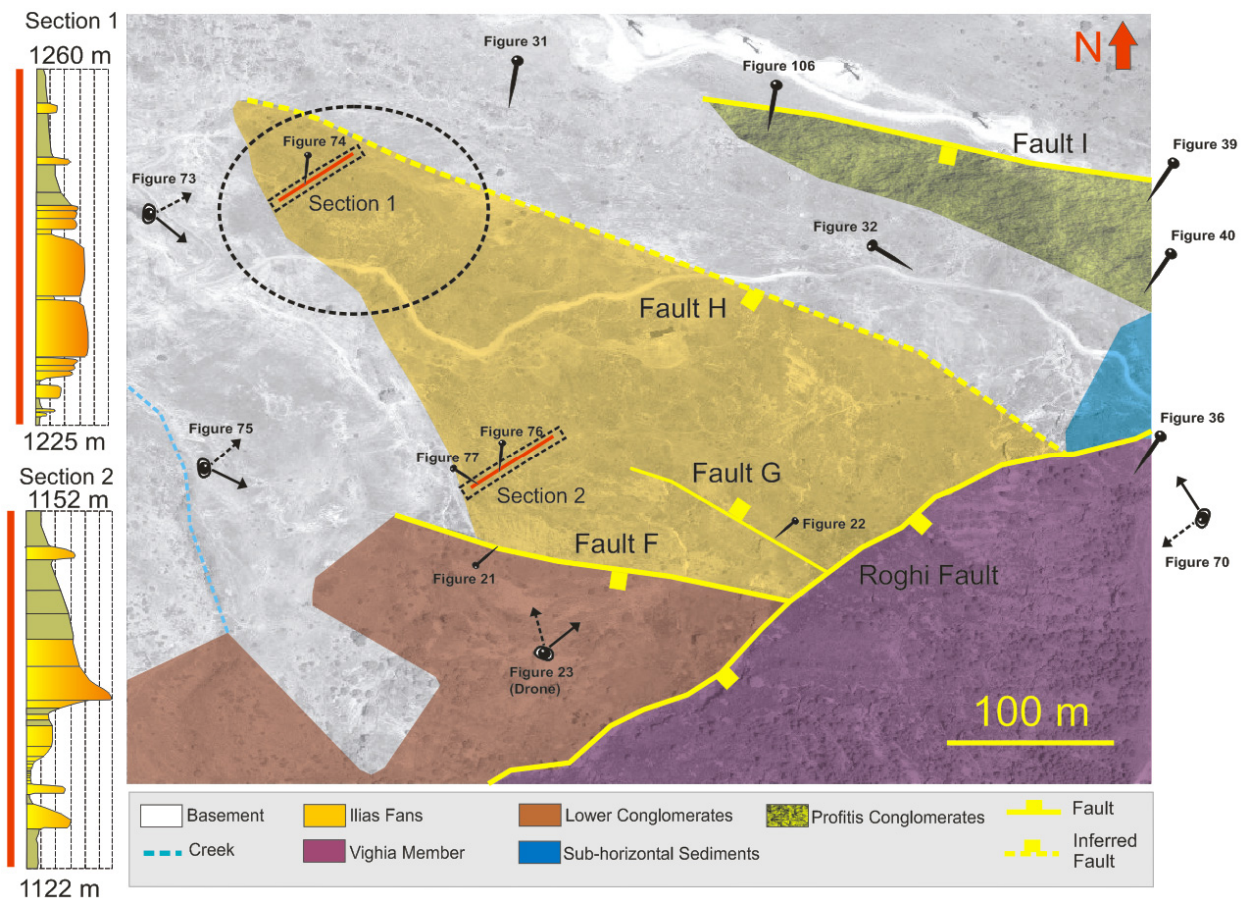 Section 1
1260 m
1225 m
Section 2
1152 m
1122 m
Figure 31
N
Figure 106
Fault I
Figure 39
Figure 74
Figure 73
Section 1
Figure 32
Figure 40
Fault H
Figure 36
Figure 75
Figure 76
Figure 77
Fault G
Section 2
Figure 22
Fault F
Figure 21
Roghi Fault
Figure 70
Figure 23
(Drone)
100 m
Basement
Ilias Fans
Lower Conglomerates
Profitis Conglomerates
Fault
Creek
Vighia Member
Sub-horizontal Sediments
Inferred
Fault